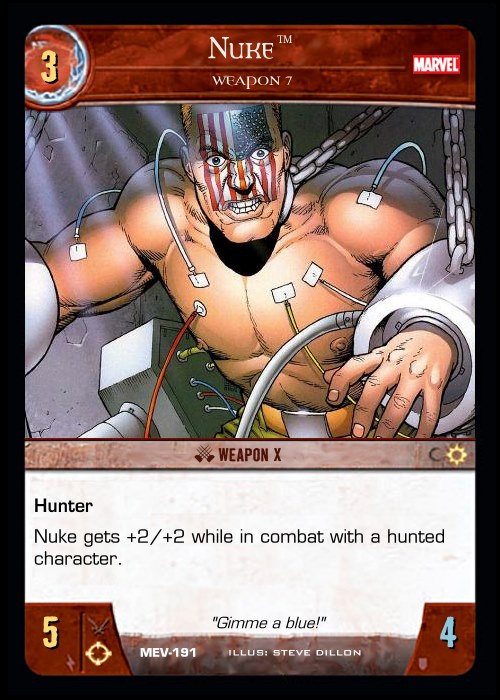 3
NUKE™
WEAPON 7
MARVEL
WEAPON X
Hunter
Nuke gets +2/+2 while in combat with a hunted
character.
"Gimme a blue!"
5
MEV-191 ILLUS: STEVE DILLON
4